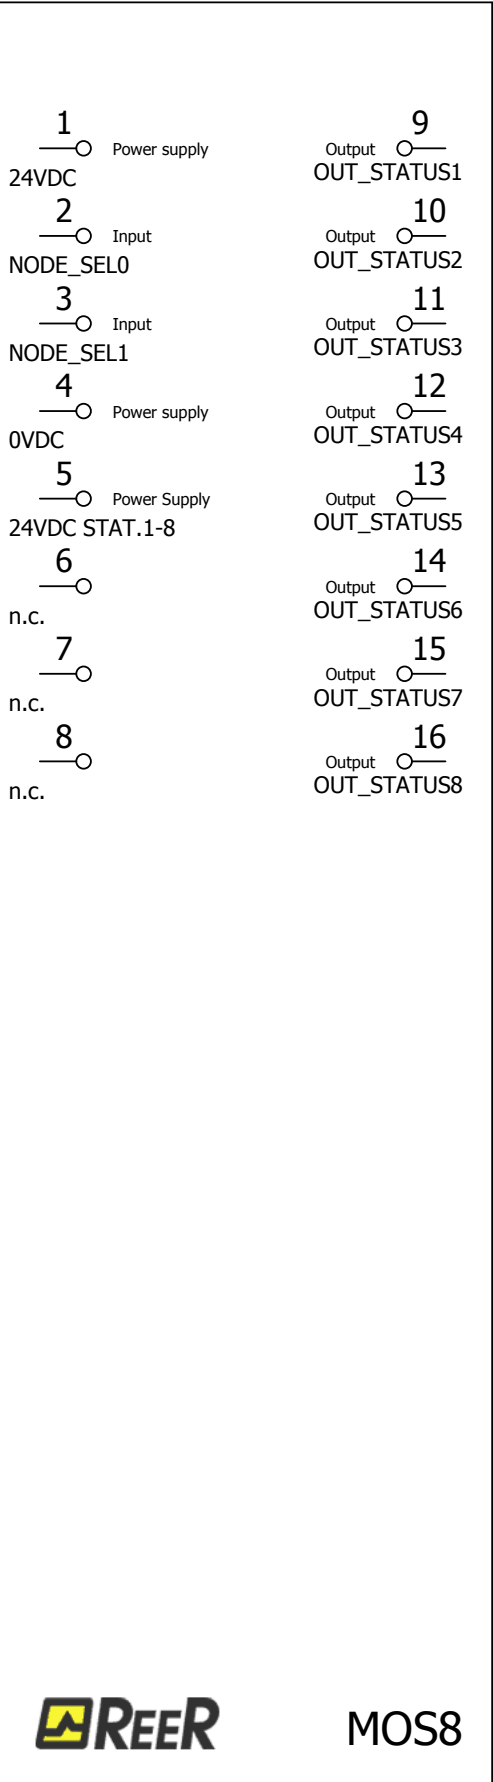 1
Power supply
24VDC
2
Input
NODE_SEL0
3
Input
NODE_SEL1
4
Power supply
0VDC
5
Power Supply
24VDC STAT.1-8
6
n.c.
7
n.c.
8
n.c.
9
Output
OUT_STATUS1
10
Output
OUT_STATUS2
11
Output
OUT_STATUS3
12
Output
OUT_STATUS4
13
Output
OUT_STATUS5
14
Output
OUT_STATUS6
15
Output
OUT_STATUS7
16
Output
OUT_STATUS8
REER
MOS8